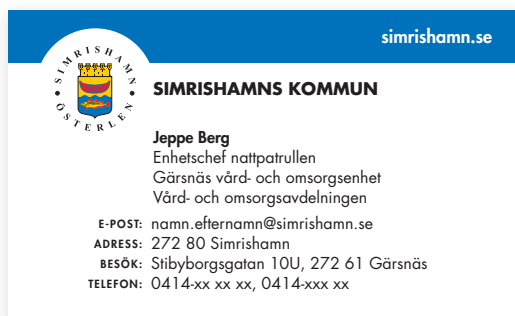 simrishamn.se
SIMRISHAMN
ÖSTERLEN
SIMRISHAMNS KOMMUN
Jeppe Berg
Enhetschef nattpatrullen
Gärsnäs vård- och omsorgsenhet
Vård- och omsorgsavdelningen
E-POST: namn.efternamn@simrishamn.se
ADRESS: 272 80 Simrishamn
BESÖK: Stibyborgsgatan 10U, 272 61 Gärsnäs
TELEFON: 0414-xx xx xx, 0414-xxx xx